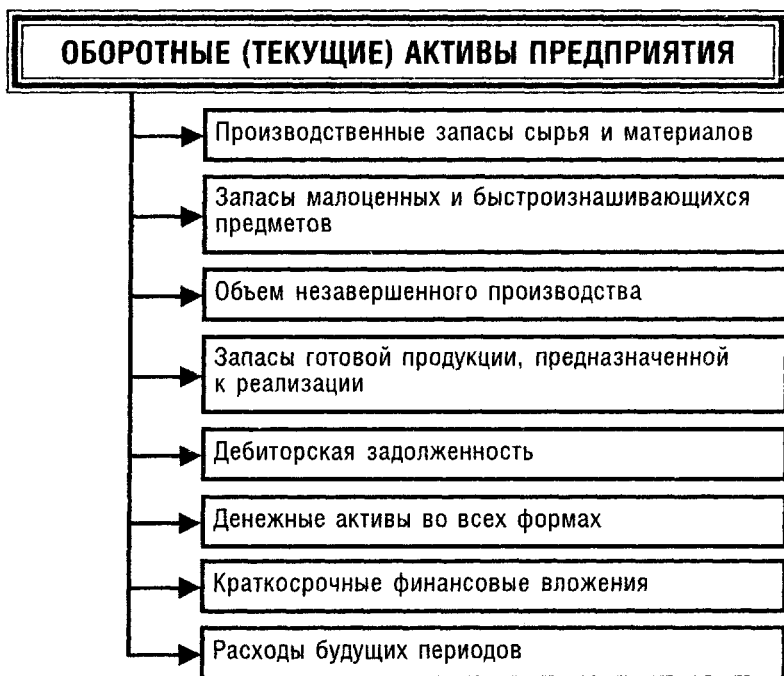 ОБОРОТНЫЕ (ТЕКУЩИЕ) АКТИВЫ ПРЕДПРИЯТИЯ
Производственные запасы сырья и материалов
Запасы малоценных и быстроизнашивающихся
предметов
Объем незавершенного производства
Запасы готовой продукции, предназначенной
к реализации
Дебиторская задолженность
Денежные активы во всех формах
Краткосрочные финансовые вложения
Расходы будущих периодов